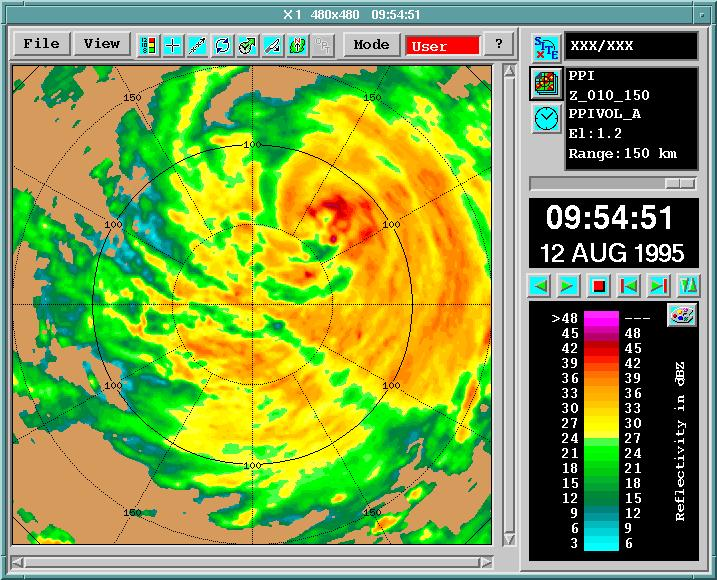 X 1 480x480 09:54:51
File View Mode User ?
SITE XXX/XXX
PPI
Z_010_150
PPIVOL_A
El:1.2
Range:150 km
09:54:51
12 AUG 1995
150 150
100
100 100
100 100
100
150 150
>48 ---
45 48
42 45
39 42
36 39
33 36
30 33
27 30
24 27
21 24
18 21
15 18
12 15
9 12
6 9
3 6
Reflectivity in dBZ